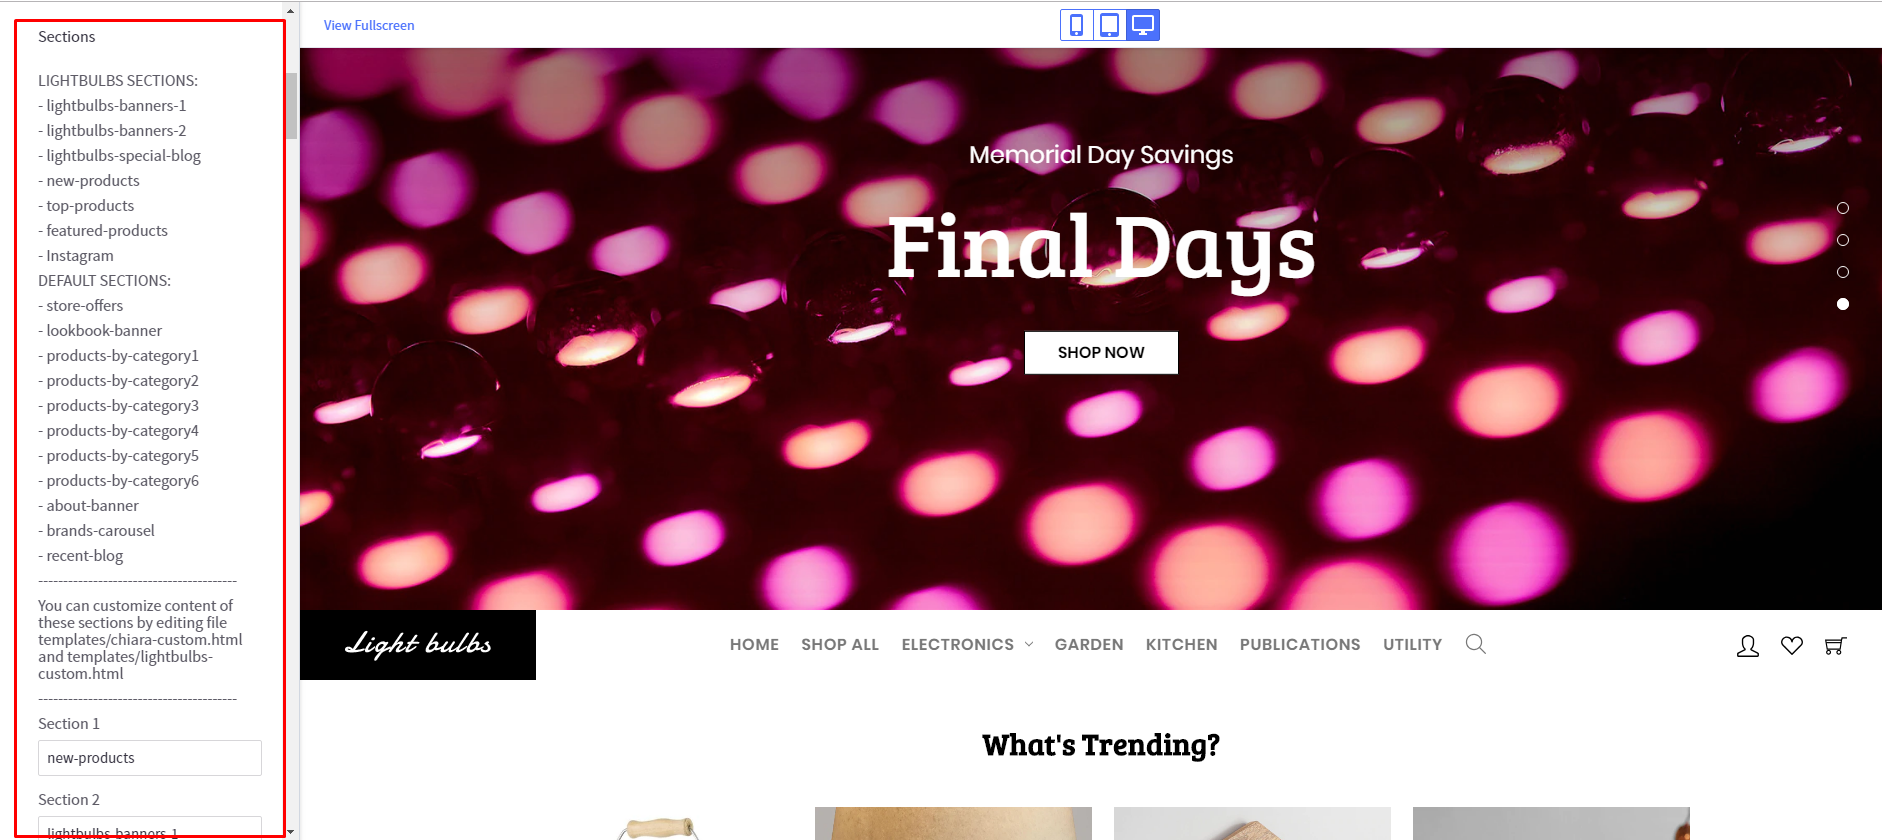 Sections
LIGHTBULBS SECTIONS:
- lightbulbs-banners-1
- lightbulbs-banners-2
- lightbulbs-special-blog
- new-products
- top-products
- featured-products
- Instagram
DEFAULT SECTIONS:
- store-offers
- lookbook-banner
- products-by-category1
- products-by-category2
- products-by-category3
- products-by-category4
- products-by-category5
- products-by-category6
- about-banner
- brands-carousel
- recent-blog
----------------------------------------
You can customize content of
these sections by editing file
templates/chiara-custom.html
and templates/lightbulbs-
custom.html
----------------------------------------
Section 1
new-products
Section 2
lightbulbs-banners-1
View Fullscreen
Memorial Day Savings
Final Days
SHOP NOW
Light bulbs
HOME SHOP ALL ELECTRONICS GARDEN KITCHEN PUBLICATIONS UTILITY
What's Trending?